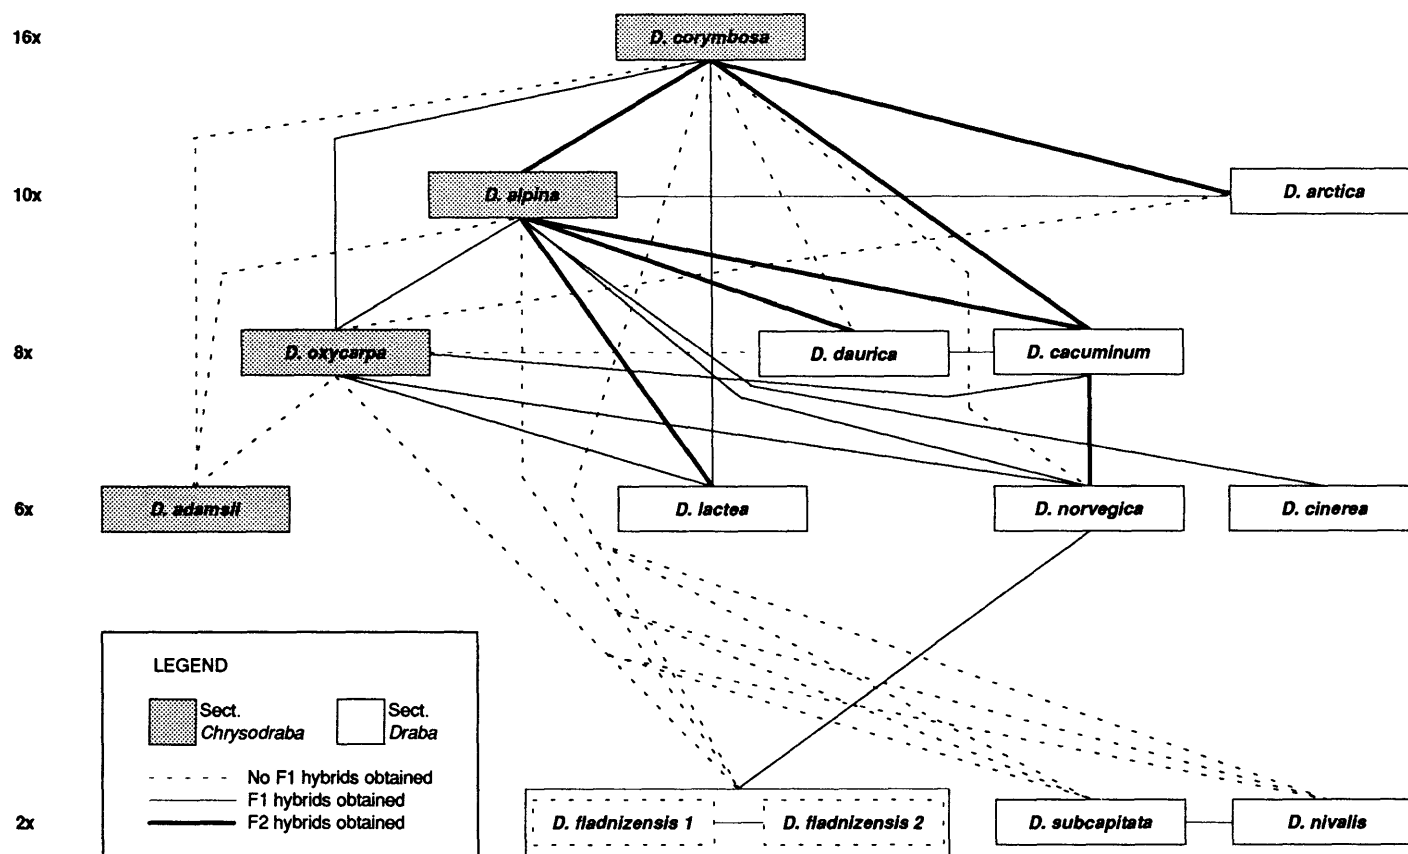 16x
D. corymbosa
10x
D. alpina
D. arctica
8x
D. oxycarpa
D. daurica
D. cacuminum
6x
D. adamsii
D. lactea
D. norvegica
D. cinerea
LEGEND
Sect.
Chrysodraba
Sect.
Draba
No F1 hybrids obtained
F1 hybrids obtained
F2 hybrids obtained
2x
D. fladnizensis 1
D. fladnizensis 2
D. subcapitata
D. nivalis